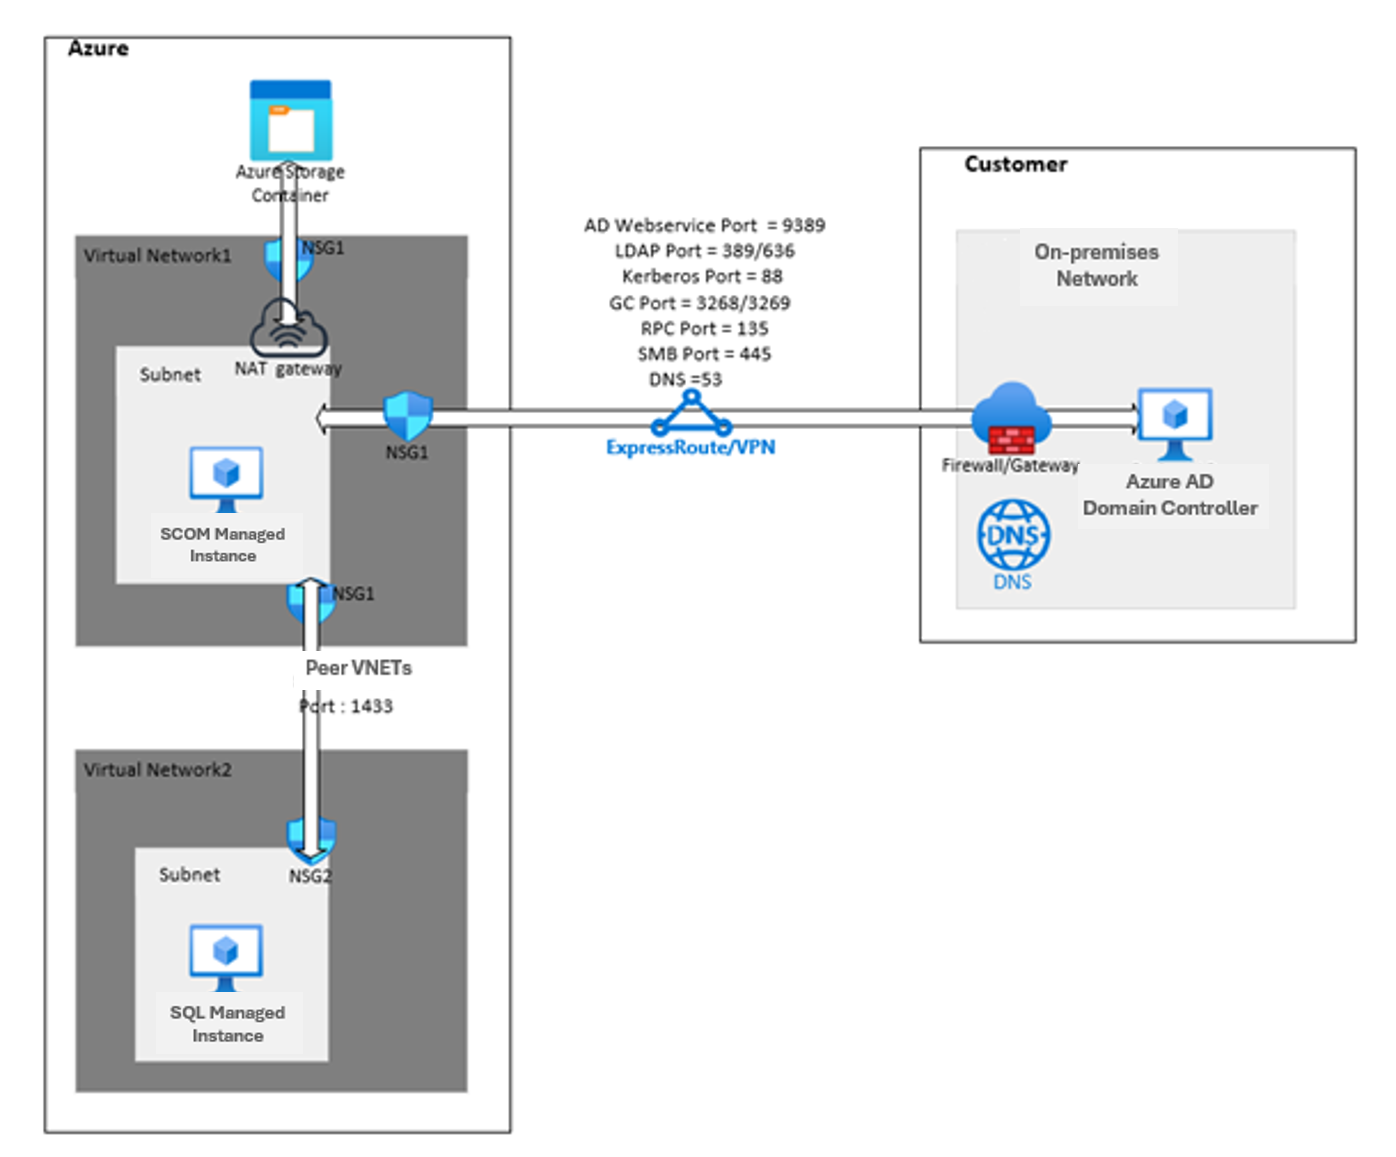 Azure
Azure Storage
Container
Virtual Network1
NSG1
NAT gateway
Subnet
NSG1
SCOM Managed
Instance
NSG1
Peer VNETs
Port : 1433
Virtual Network2
Subnet
NSG2
SQL Managed
Instance
AD Webservice Port = 9389
LDAP Port = 389/636
Kerberos Port = 88
GC Port = 3268/3269
RPC Port = 135
SMB Port = 445
DNS =53
ExpressRoute/VPN
Customer
On-premises
Network
Firewall/Gateway
Azure AD
Domain Controller
DNS
DNS